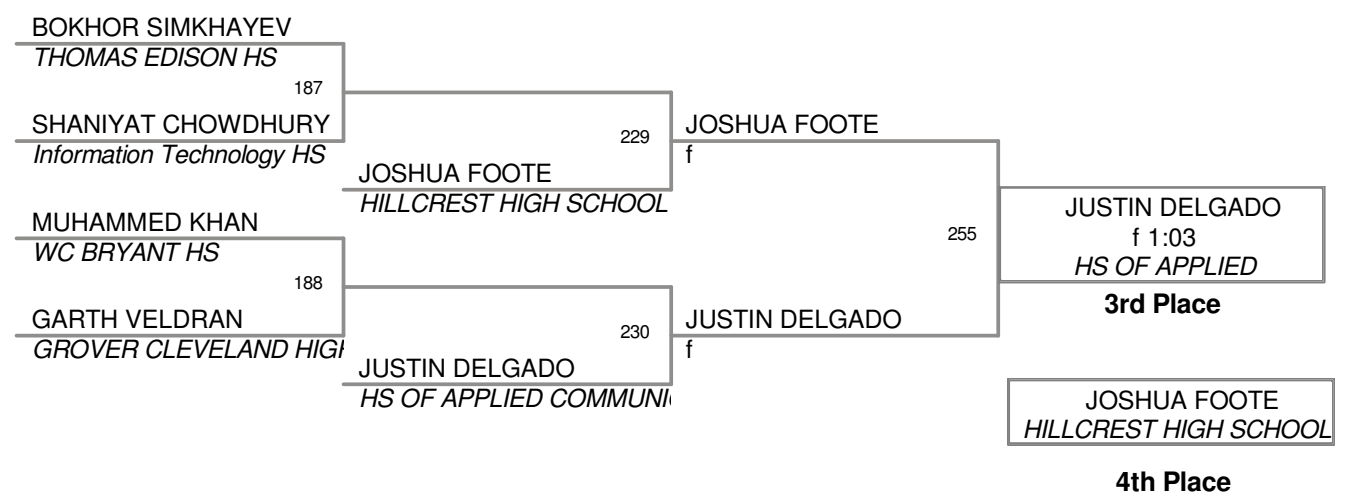 BOKHOR SIMKHAYEV
THOMAS EDISON HS
187
SHANIYAT CHOWDHURY
Information Technology HS
229
JOSHUA FOOTE
f
JOSHUA FOOTE
HILLCREST HIGH SCHOOL
MUHAMMED KHAN
WC BRYANT HS
188
255
JUSTIN DELGADO
f 1:03
HS OF APPLIED
3rd Place
GARTH VELDRAN
GROVER CLEVELAND HIGH
230
JUSTIN DELGADO
f
JUSTIN DELGADO
HS OF APPLIED COMMUNI
JOSHUA FOOTE
HILLCREST HIGH SCHOOL
4th Place